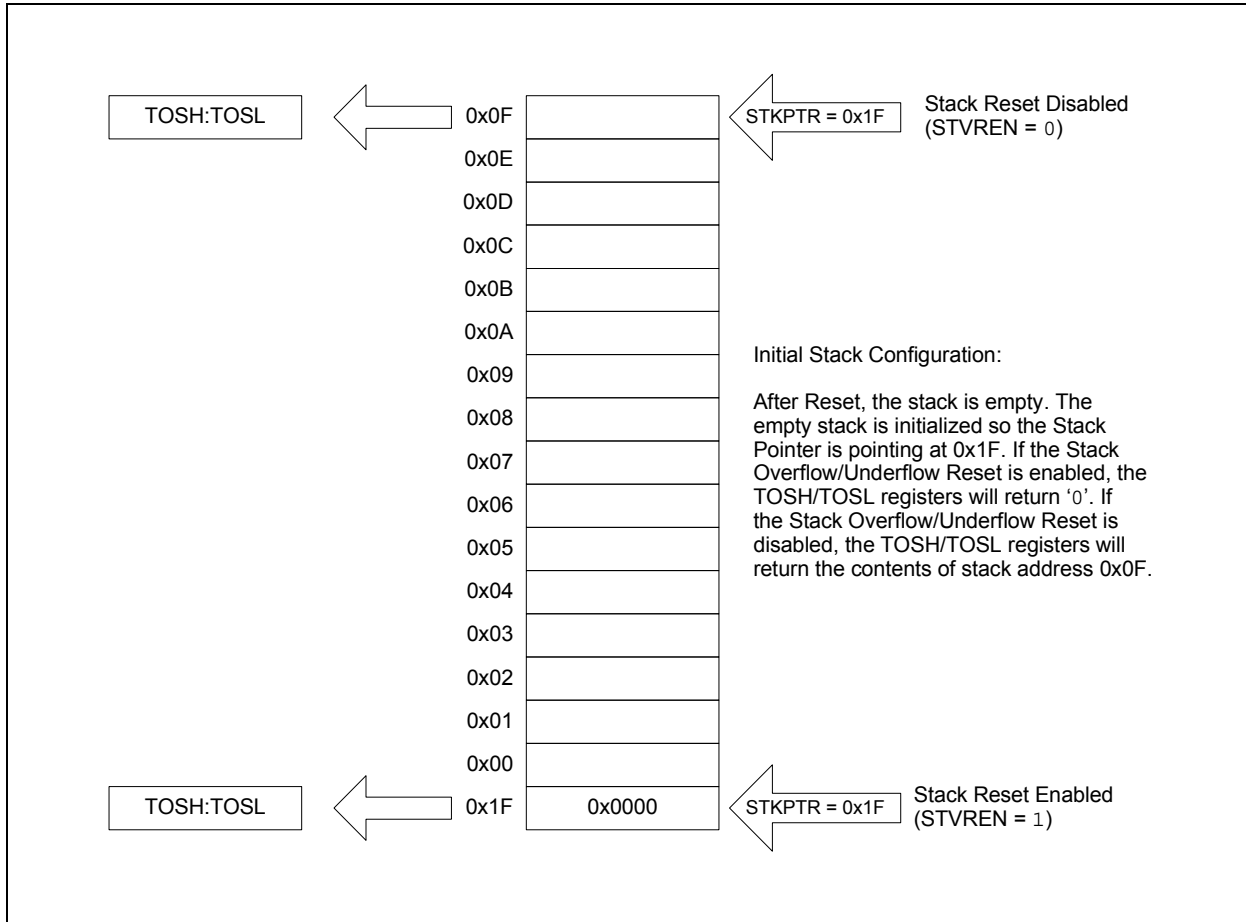 TOSH:TOSL
0x0F
STKPTR = 0x1F
Stack Reset Disabled
(STVREN = 0)
0x0E
0x0D
0x0C
0x0B
0x0A
0x09
0x08
0x07
0x06
0x05
0x04
0x03
0x02
0x01
0x00
Initial Stack Configuration:
After Reset, the stack is empty. The
empty stack is initialized so the Stack
Pointer is pointing at 0x1F. If the Stack
Overflow/Underflow Reset is enabled, the
TOSH/TOSL registers will return ‘0’. If
the Stack Overflow/Underflow Reset is
disabled, the TOSH/TOSL registers will
return the contents of stack address 0x0F.
TOSH:TOSL
0x1F
0x0000
STKPTR = 0x1F
Stack Reset Enabled
(STVREN = 1)